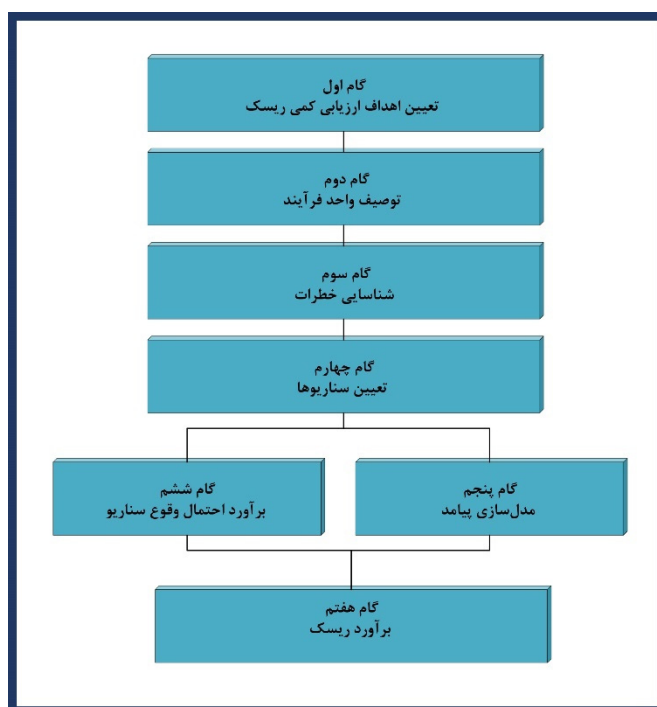 گام اول
تعیین اهداف ارزیابی کمی ریسک
گام دوم
توصیف واحد فرآیند
گام سوم
شناسایی خطرات
گام چهارم
تعیین سناریوها
گام پنجم
مدل‌سازی پیامد
گام ششم
برآورد احتمال وقوع سناریو
گام هفتم
برآورد ریسک